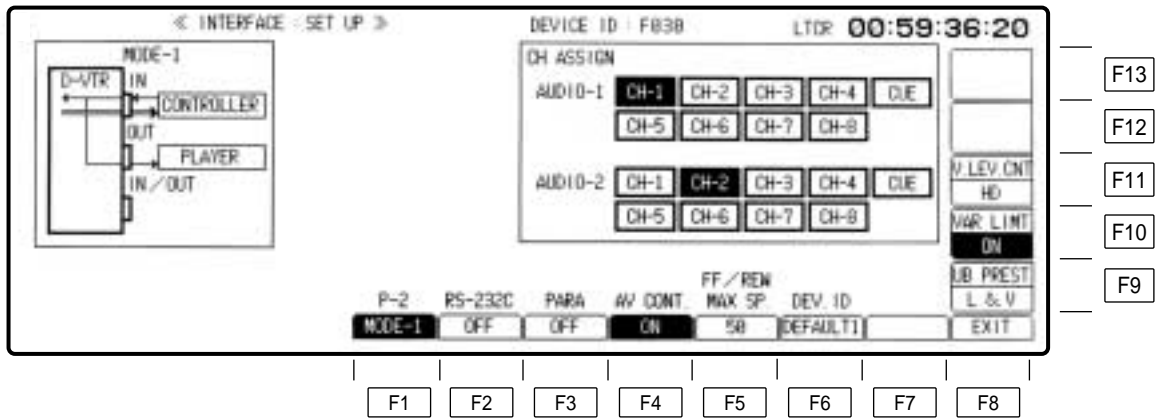 ≪ INTERFACE : SET UP ≫ DEVICE ID : F030 LTCR 00:59:36:20
MODE-1
D-VTR IN
CONTROLLER
OUT
PLAYER
IN／OUT
CH ASSIGN
AUDIO-1 CH-1 CH-2 CH-3 CH-4 CUE
CH-5 CH-6 CH-7 CH-8
AUDIO-2 CH-1 CH-2 CH-3 CH-4 CUE
CH-5 CH-6 CH-7 CH-8
V.LEV.CNT
HD
VAR LIMT
ON
UB PREST
L & V
F13
F12
F11
F10
F9
P-2 RS-232C PARA AV CONT. FF／REW MAX SP DEV. ID
MODE-1 OFF OFF ON 50 DEFAULT1 EXIT
F1 F2 F3 F4 F5 F6 F7 F8